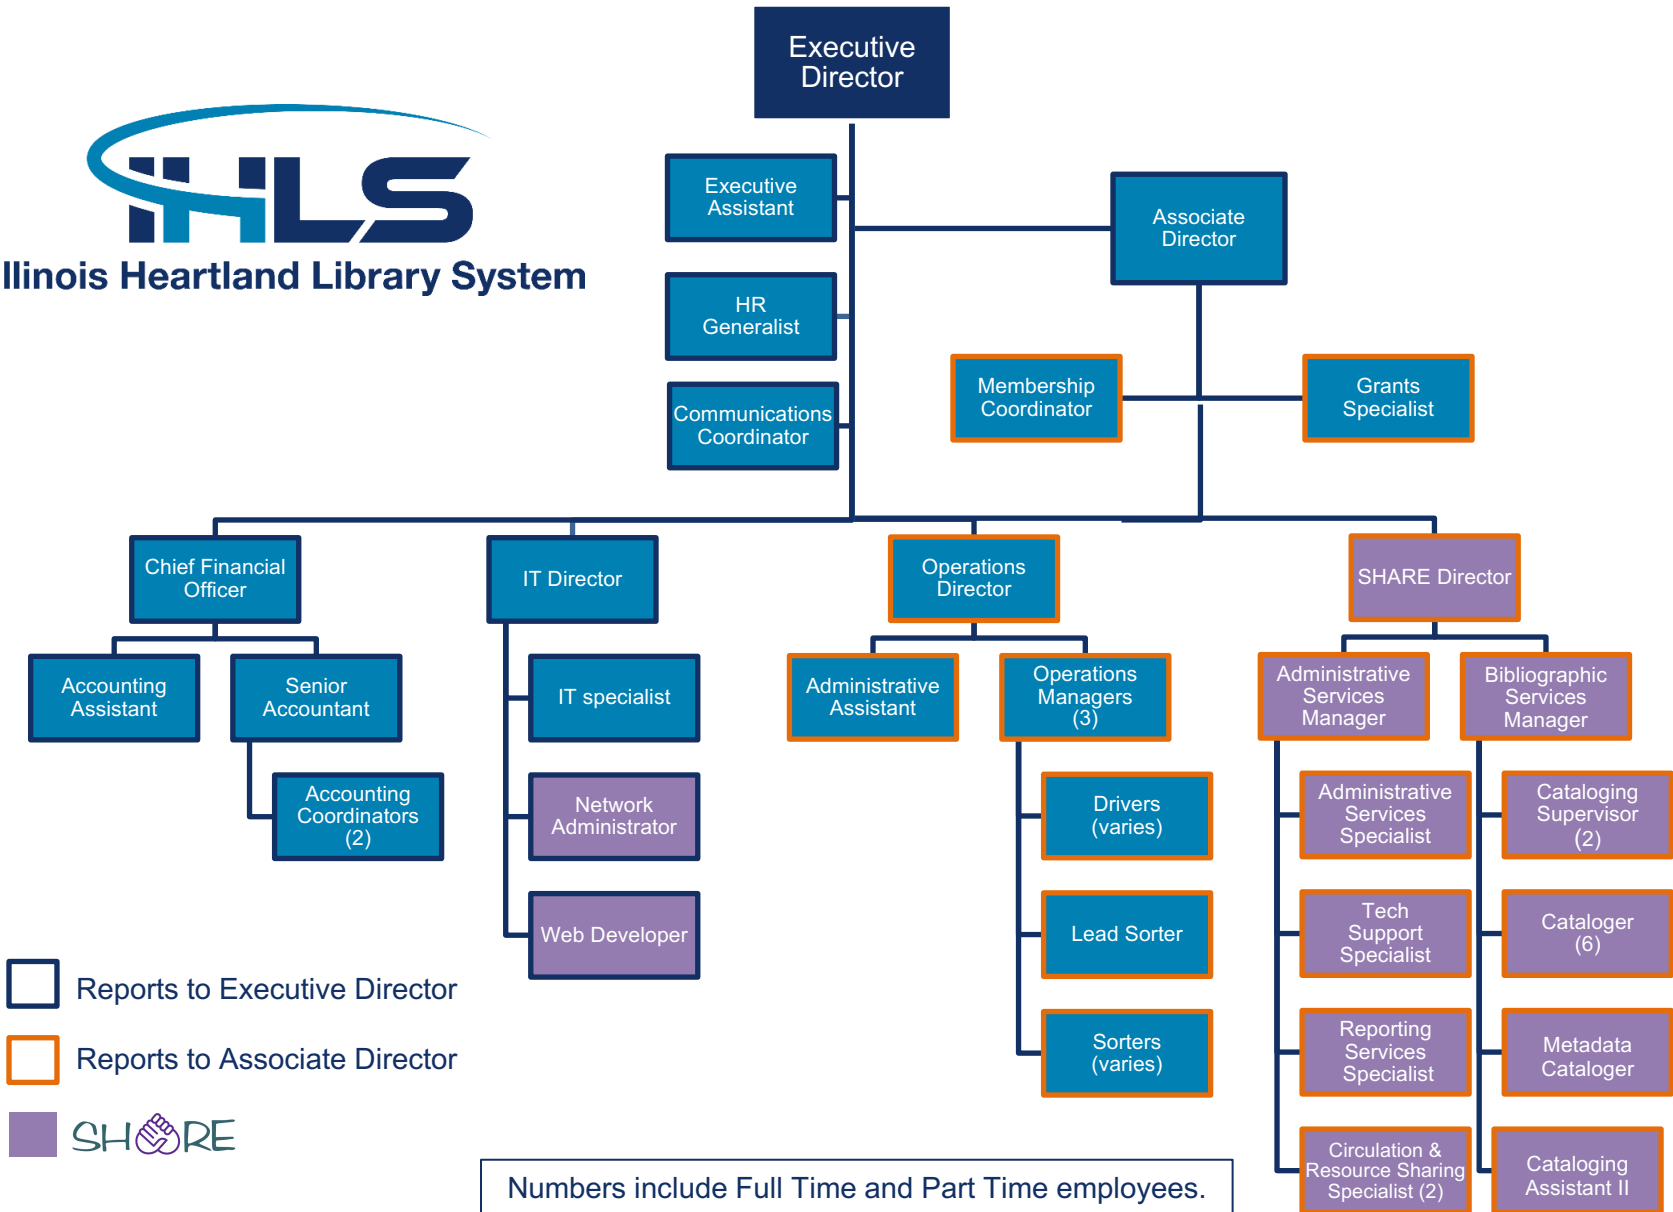 Executive
Director
IHLS
llinois Heartland Library System
Executive
Assistant
Associate
Director
HR
Generalist
Communications
Coordinator
Membership
Coordinator
Grants
Specialist
Chief Financial
Officer
IT Director
Operations
Director
SHARE Director
Accounting
Assistant
Senior
Accountant
Accounting
Coordinators
(2)
IT specialist
Network
Administrator
Web Developer
Administrative
Assistant
Operations
Managers
(3)
Drivers
(varies)
Lead Sorter
Sorters
(varies)
Administrative
Services
Manager
Administrative
Services
Specialist
Tech
Support
Specialist
Reporting
Services
Specialist
Circulation &
Resource Sharing
Specialist (2)
Bibliographic
Services
Manager
Cataloging
Supervisor
(2)
Cataloger
(6)
Metadata
Cataloger
Cataloging
Assistant II
Reports to Executive Director
Reports to Associate Director
SHARE
Numbers include Full Time and Part Time employees.